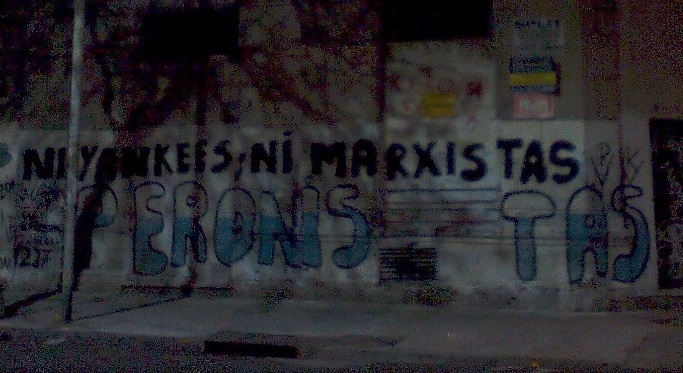 NI YANKEES, NI MARXISTAS
PERONISTAS